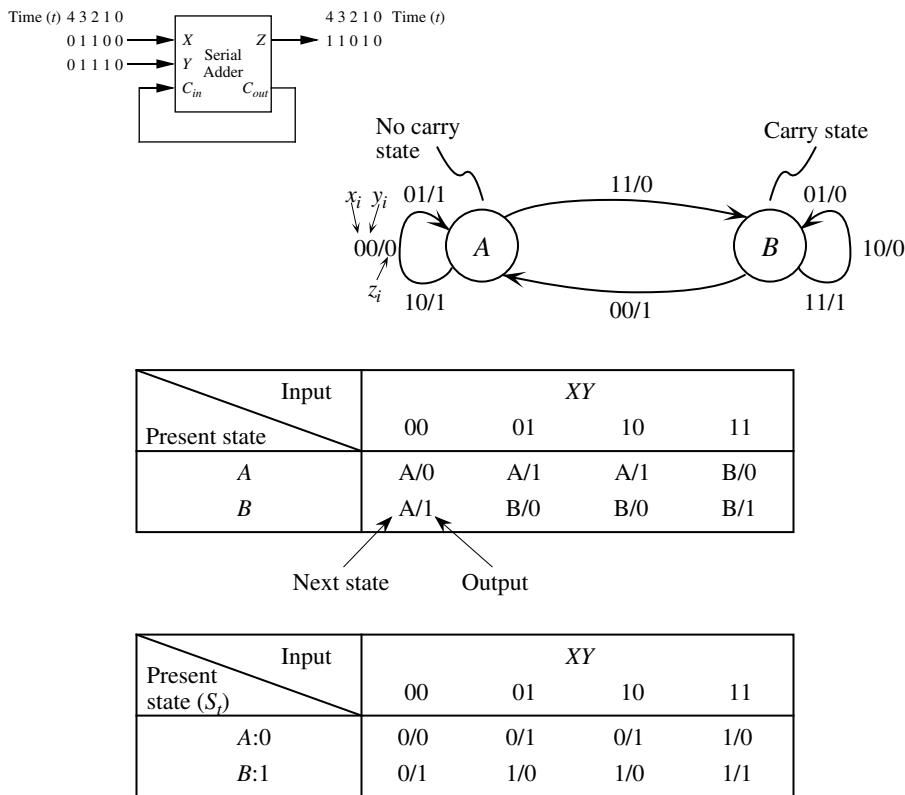 Time (t) 4 3 2 1 0
4 3 2 1 0 Time (t)
0 1 1 0 0
X
Z
1 1 0 1 0
0 1 1 1 0
Y
Serial
Adder
Cin
Cout
No carry
state
Carry state
xi yi
01/1
11/0
01/0
00/0
A
B
10/0
zi
10/1
00/1
11/1
Input
XY
Present state
00 01 10 11
A A/0 A/1 A/1 B/0
B A/1 B/0 B/0 B/1
Next state Output
Input
XY
Present
state (St)
00 01 10 11
A:0 0/0 0/1 0/1 1/0
B:1 0/1 1/0 1/0 1/1